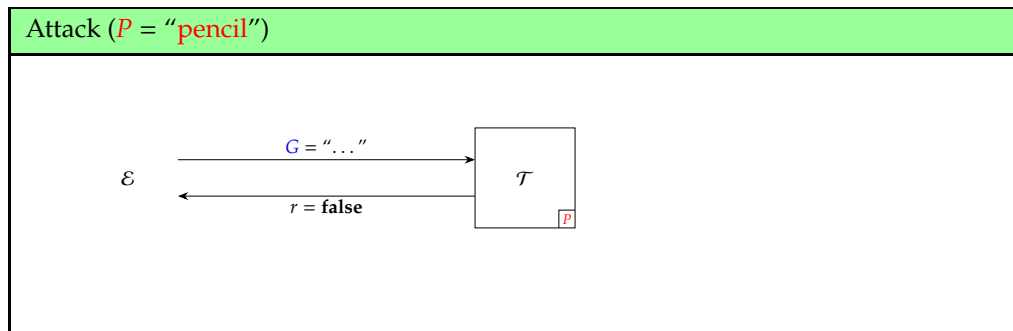 Attack (P = “pencil”)
G = “. . . ”
ℰ
𝒯
r = false
P